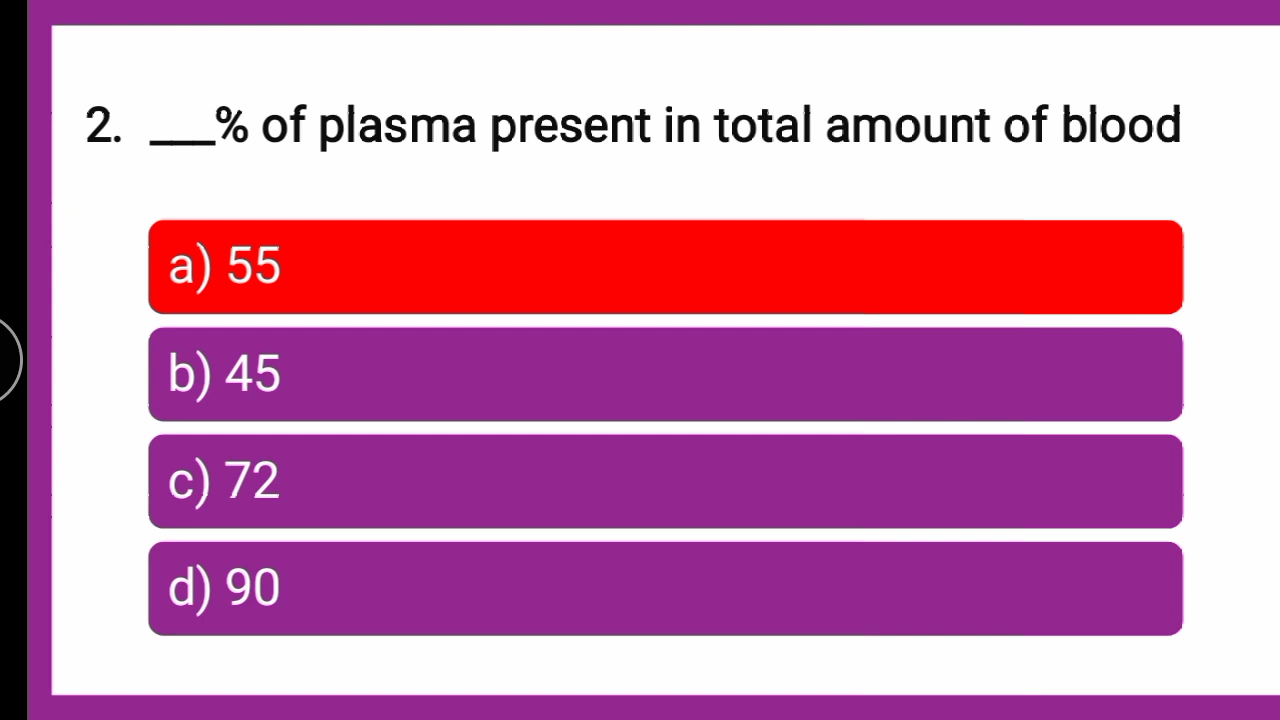 2. ___% of plasma present in total amount of blood
a) 55
b) 45
c) 72
d) 90